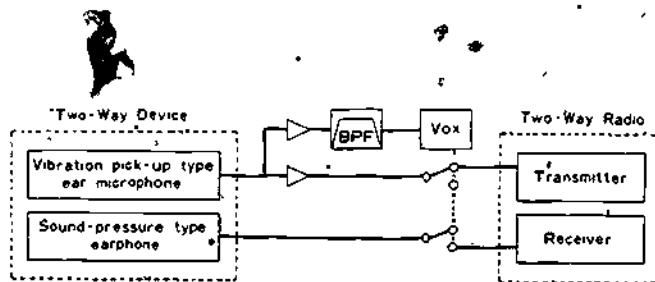 Two-Way Device
Vibration pick-up type
ear microphone
Sound-pressure type
earphone
BPF
Vox
Two-Way Radio
Transmitter
Receiver